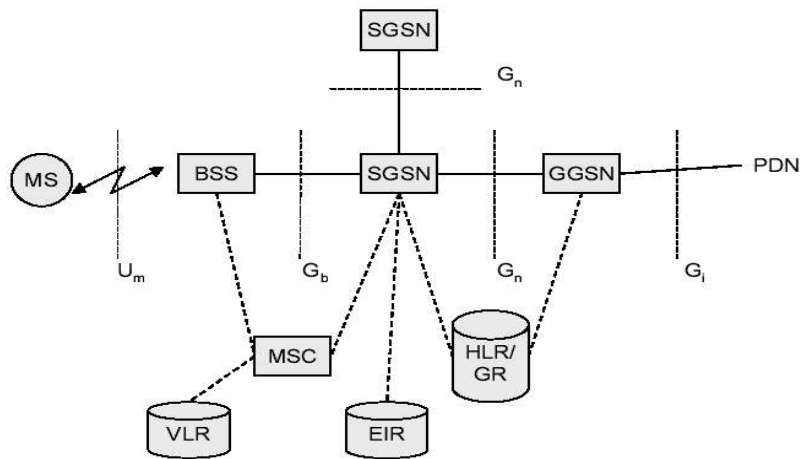 SGSN
Gn
MS
BSS
SGSN
GGSN
PDN
Um
Gb
Gn
Gi
MSC
HLR/
GR
VLR
EIR